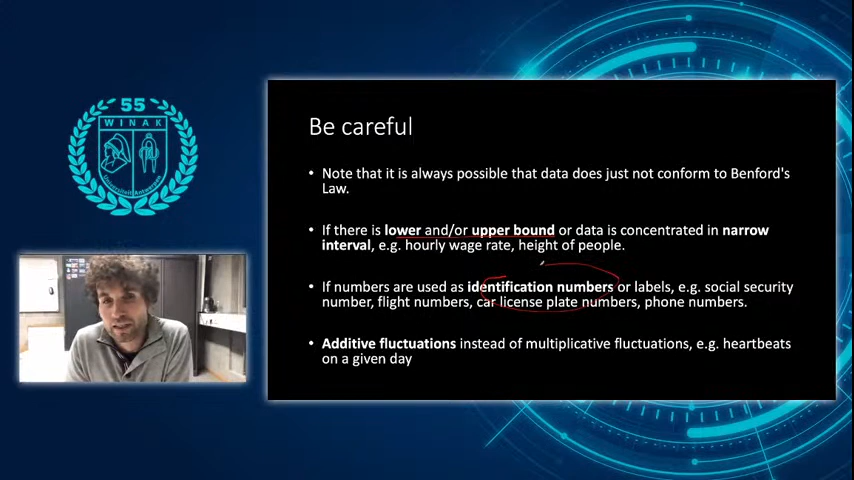 55
WINAK
Universiteit Antwerpen
Be careful
• Note that it is always possible that data does just not conform to Benford's
Law.
• If there is lower and/or upper bound or data is concentrated in narrow
interval, e.g. hourly wage rate, height of people.
• If numbers are used as identification numbers or labels, e.g. social security
number, flight numbers, car license plate numbers, phone numbers.
• Additive fluctuations instead of multiplicative fluctuations, e.g. heartbeats
on a given day